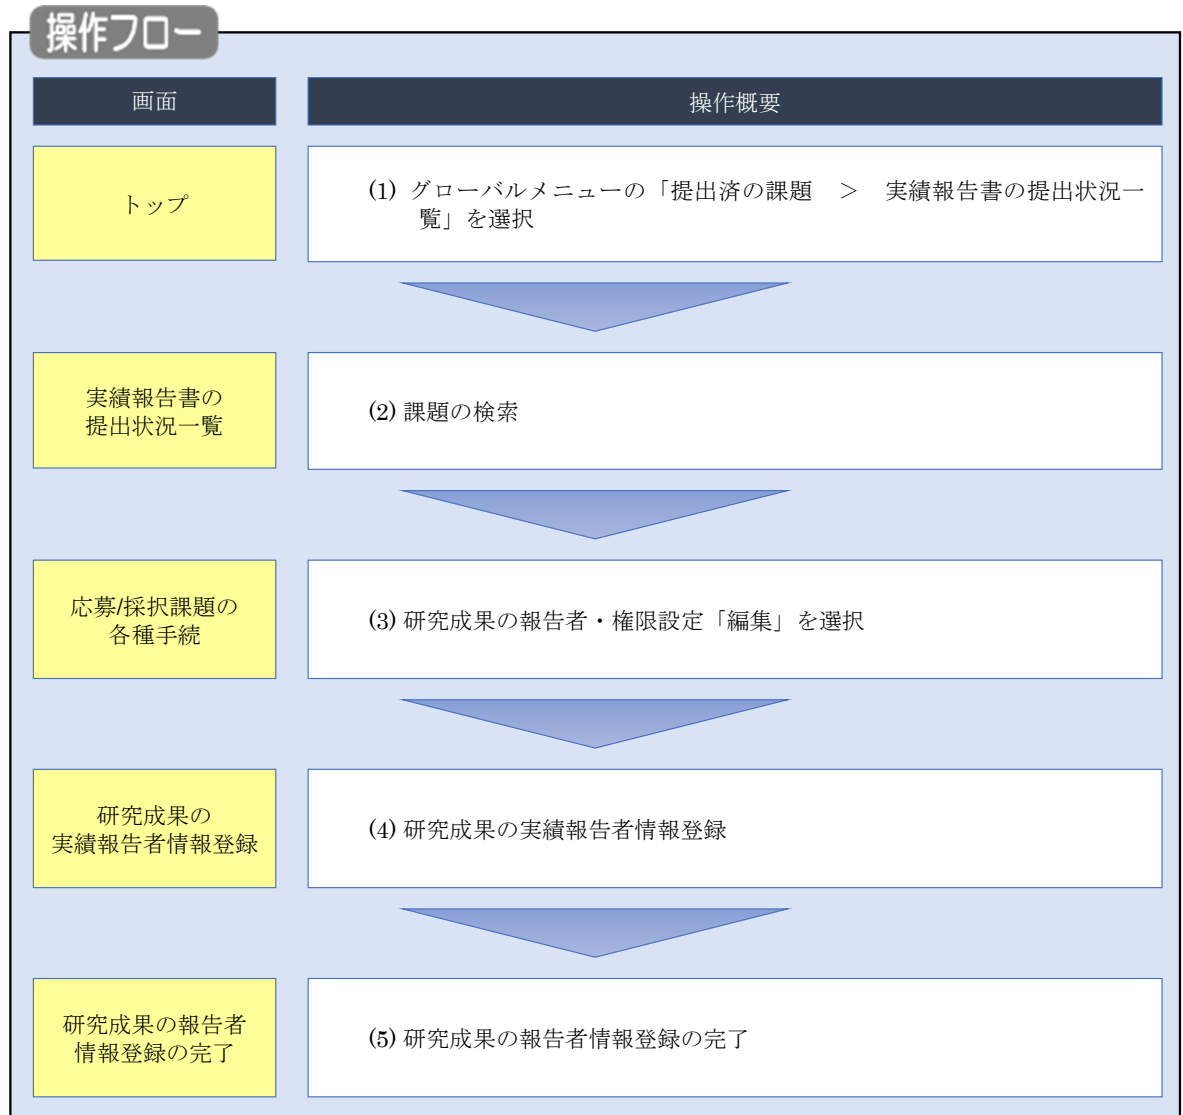 操作フロー
画面
操作概要
トップ
(1) グローバルメニューの「提出済の課題　＞　実績報告書の提出状況一
覧」を選択
実績報告書の
提出状況一覧
(2) 課題の検索
応募/採択課題の
各種手続
(3) 研究成果の報告者・権限設定「編集」を選択
研究成果の
実績報告者情報登録
(4) 研究成果の実績報告者情報登録
研究成果の報告者
情報登録の完了
(5) 研究成果の報告者情報登録の完了